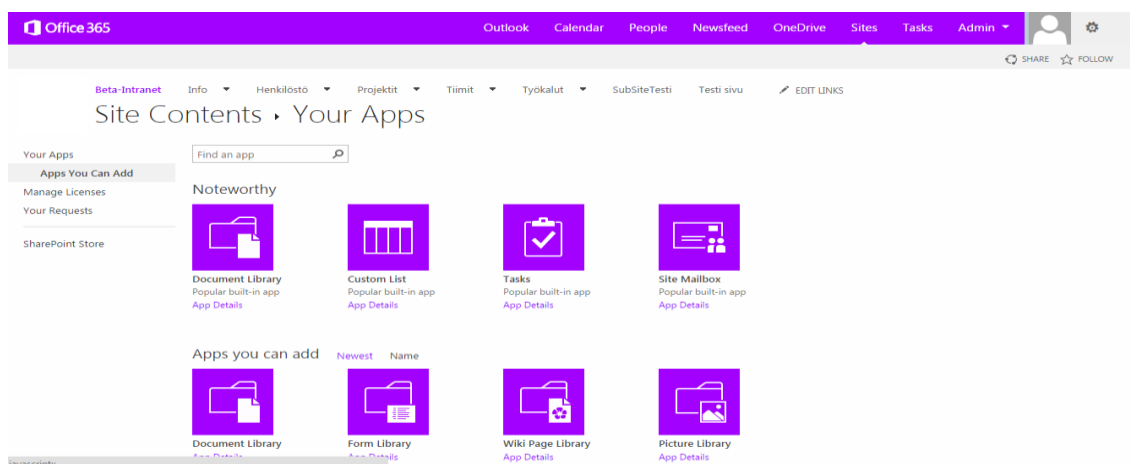 Office 365 Outlook Calendar People Newsfeed OneDrive Sites Tasks Admin
SHARE FOLLOW
Beta-Intranet Info Henkilöstö Projektit Tiimit Työkalut SubSiteTesti Testi sivu EDIT LINKS
Site Contents Your Apps
Your Apps
Apps You Can Add
Manage Licenses
Your Requests
SharePoint Store
Find an app
Noteworthy
Document Library Custom List Tasks Site Mailbox
Popular built-in app Popular built-in app Popular built-in app Popular built-in app
App Details App Details App Details App Details
Apps you can add Newest Name
Document Library Form Library Wiki Page Library Picture Library
App Details App Details App Details App Details